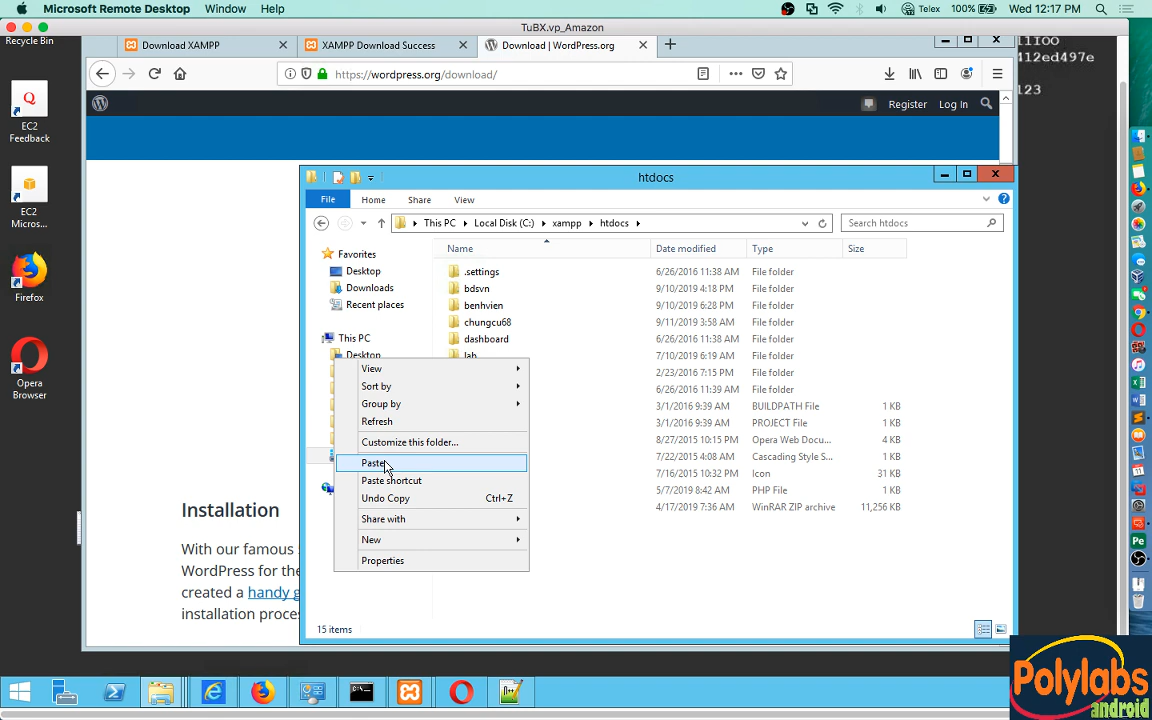 Microsoft Remote Desktop Window Help
Telex 100% Wed 12:17 PM
TuBX.vp_Amazon
Recycle Bin
Download XAMPP
XAMPP Download Success
Download | WordPress.org
412ed497e
https://wordpress.org/download/
123
Register Log In
EC2
Feedback
htdocs
File Home Share View
This PC Local Disk (C:) xampp htdocs
Search htdocs
EC2
Micros...
Name Date modified Type Size
Favorites
Desktop
Downloads
Recent places
This PC
Desktop
.settings 6/26/2016 11:38 AM File folder
bdsvn 9/10/2019 4:18 PM File folder
benhvien 9/10/2019 6:28 PM File folder
chungcu68 9/11/2019 3:58 AM File folder
dashboard 6/26/2016 11:38 AM File folder
lab 7/10/2019 6:19 AM File folder
2/23/2016 7:15 PM File folder
6/26/2016 11:39 AM File folder
3/1/2016 9:39 AM BUILDPATH File 1 KB
3/1/2016 9:39 AM PROJECT File 1 KB
8/27/2015 10:15 PM Opera Web Docu... 1 KB
7/22/2015 4:08 AM Cascading Style S... 1 KB
7/16/2015 10:32 PM Icon 31 KB
5/7/2019 8:42 AM PHP File 1 KB
4/17/2019 7:36 AM WinRAR ZIP archive 11,256 KB
Firefox
Opera
Browser
View
Sort by
Group by
Refresh
Customize this folder...
Paste
Paste shortcut
Undo Copy Ctrl+Z
Share with
New
Properties
Installation
With our famous
WordPress for the
created a handy g
installation proce
15 items
Polylabs
android